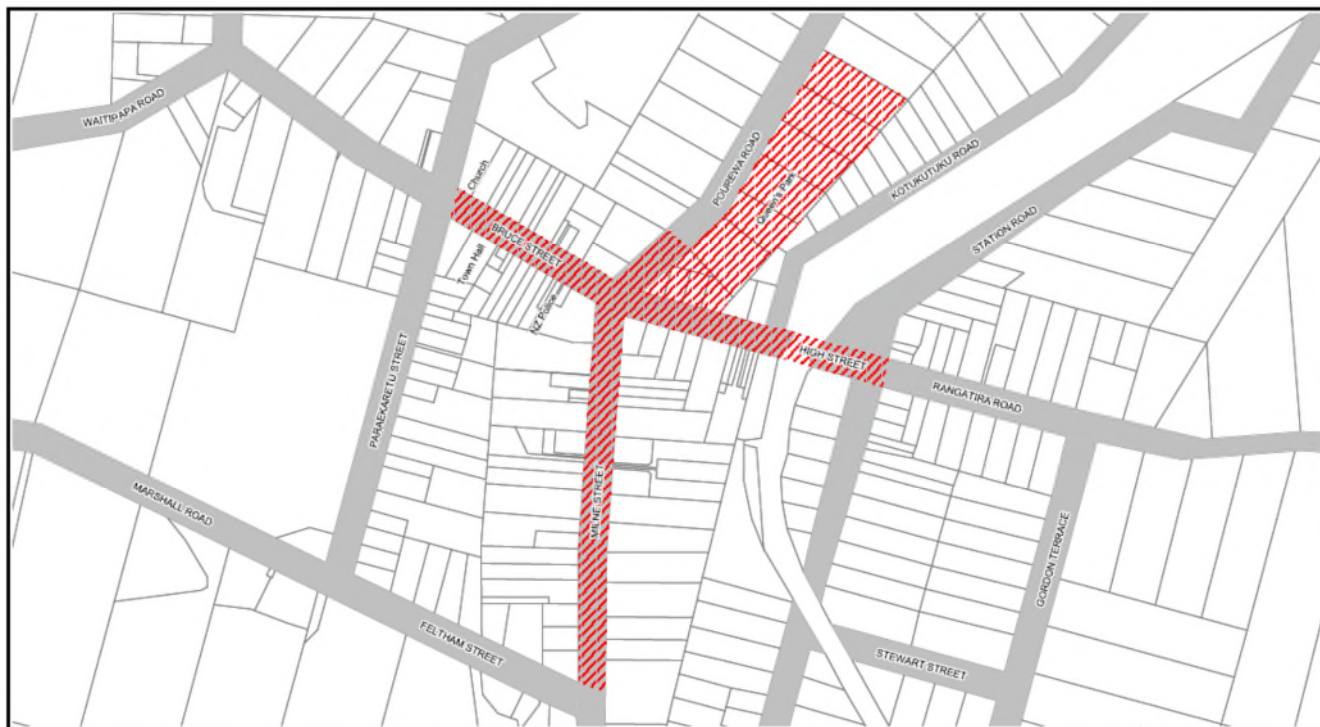 WAITIPAPA ROAD
Church
POUREWA ROAD
Queen's Park
KOTUKUTUKU ROAD
STATION ROAD
BRUCE STREET
Town Hall
NZ Police
HIGH STREET
RANGATIRA ROAD
PARAEKARETU STREET
MARSHALL ROAD
MILNE STREET
GORDON TERRACE
FELTHAM STREET
STEWART STREET